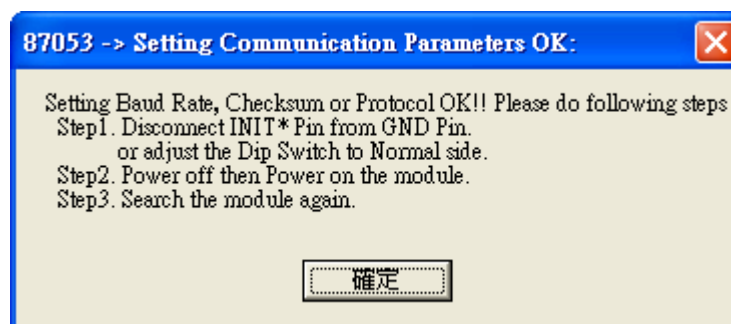 87053 -> Setting Communication Parameters OK:
Setting Baud Rate, Checksum or Protocol OK!! Please do following steps
Step1. Disconnect INIT* Pin from GND Pin.
or adjust the Dip Switch to Normal side.
Step2. Power off then Power on the module.
Step3. Search the module again.
確定